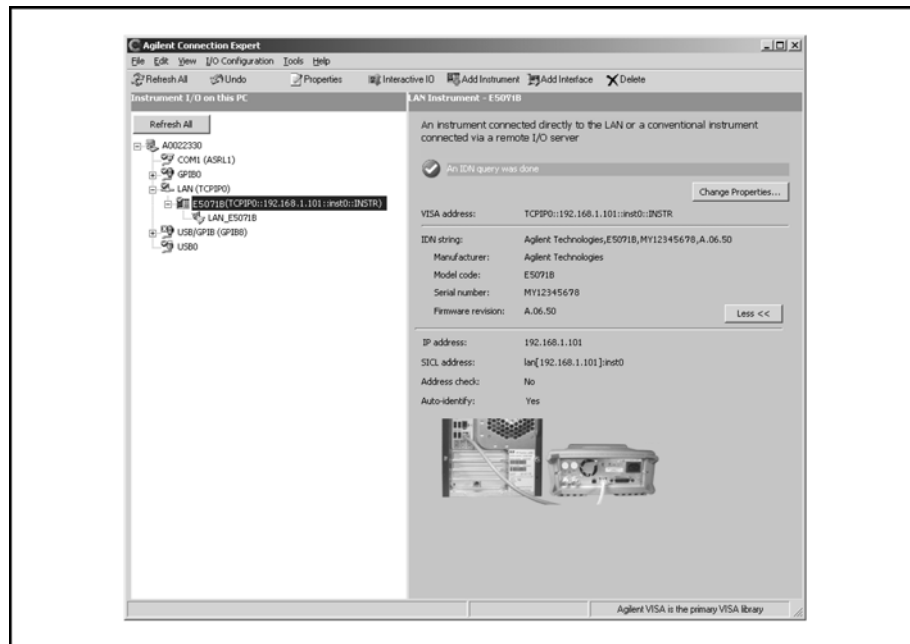 Agilent Connection Expert
File Edit View I/O Configuration Tools Help
Refresh All Undo Properties Interactive IO Add Instrument Add Interface Delete
Instrument I/O on this PC
Refresh All
A0022330
COM1 (ASRL1)
GPIB0
LAN (TCPIP0)
E5071B(TCPIP0::192.168.1.101::inst0::INSTR)
LAN_E5071B
USB/GPIB (GPIB8)
USB0
LAN Instrument - E5071B
An instrument connected directly to the LAN or a conventional instrument
connected via a remote I/O server
An IDN query was done
Change Properties...
VISA address: TCPIP0::192.168.1.101::inst0::INSTR
IDN string: Agilent Technologies,E5071B,MY12345678,A.06.50
Manufacturer: Agilent Technologies
Model code: E5071B
Serial number: MY12345678
Firmware revision: A.06.50
Less <<
IP address: 192.168.1.101
SICL address: lan[192.168.1.101]:inst0
Address check: No
Auto-identify: Yes
Agilent VISA is the primary VISA library